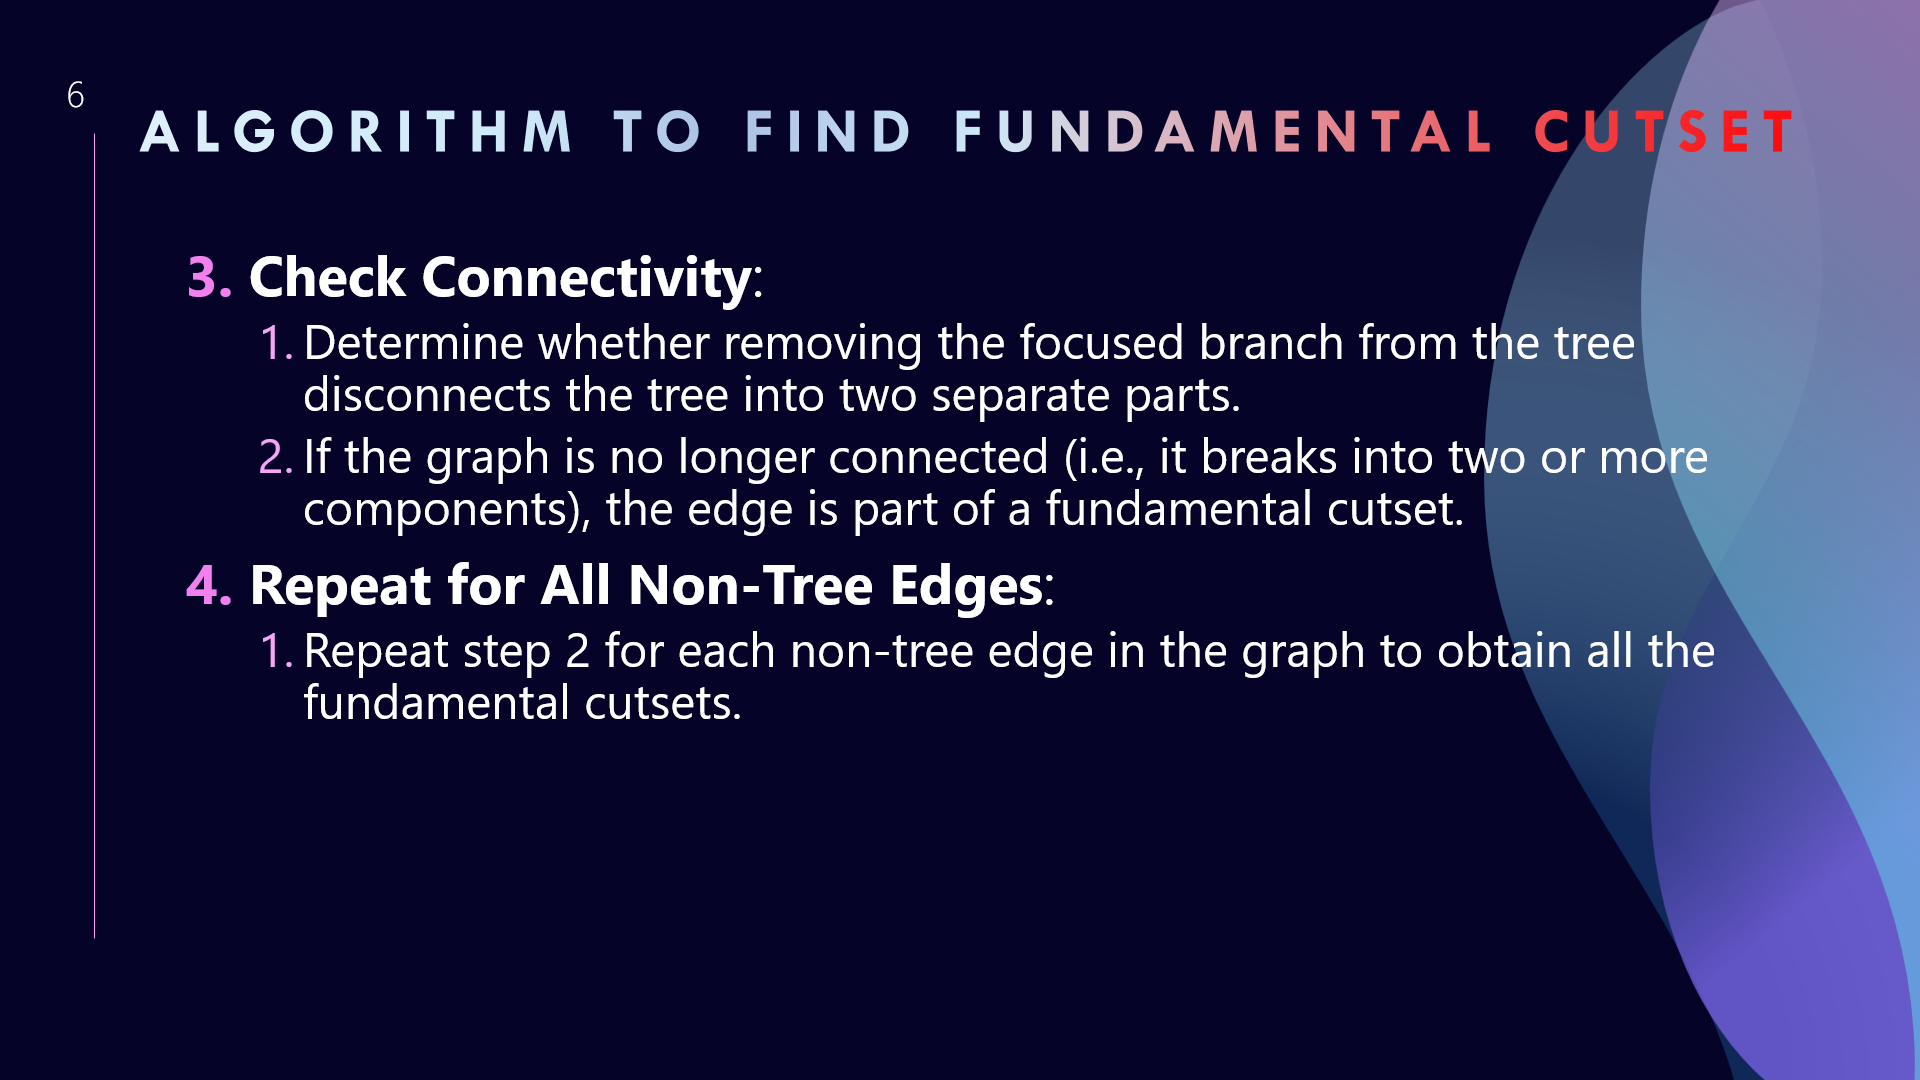 6
ALGORITHM TO FIND FUNDAMENTAL CUTSET
3. Check Connectivity:
1. Determine whether removing the focused branch from the tree
disconnects the tree into two separate parts.
2. If the graph is no longer connected (i.e., it breaks into two or more
components), the edge is part of a fundamental cutset.
4. Repeat for All Non-Tree Edges:
1. Repeat step 2 for each non-tree edge in the graph to obtain all the
fundamental cutsets.